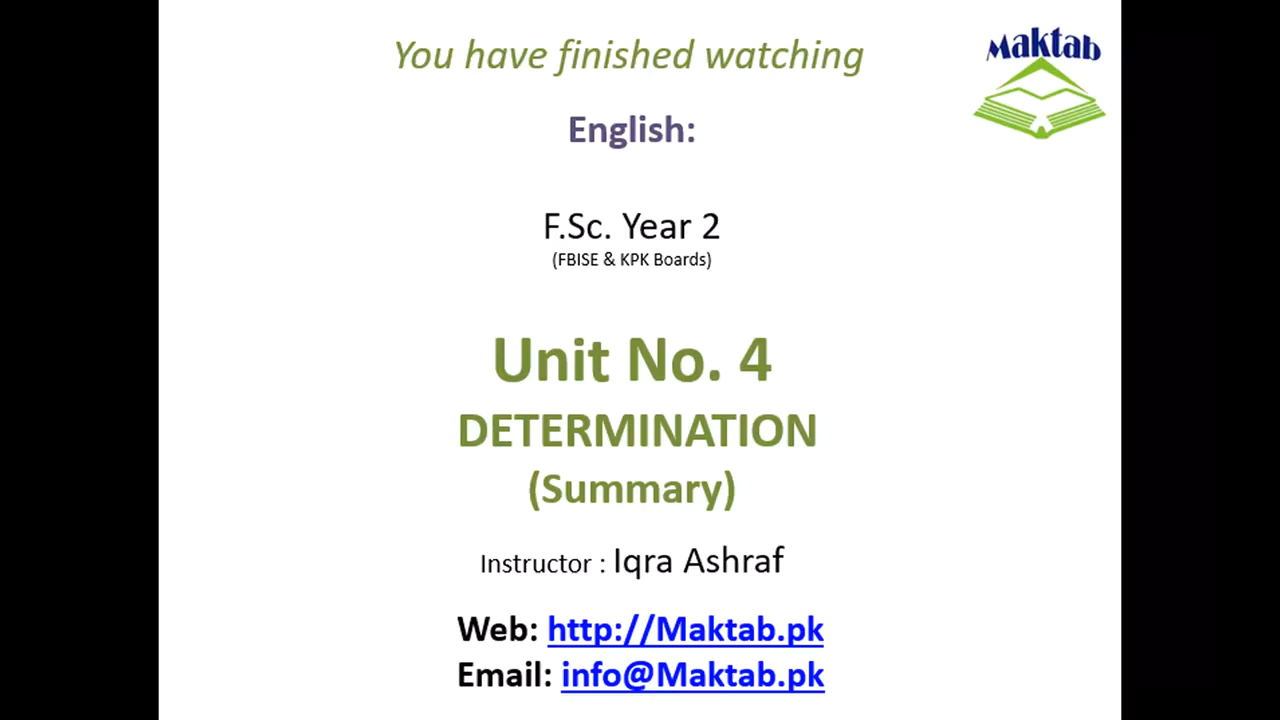 You have finished watching
Maktab
English:
F.Sc. Year 2
(FBISE & KPK Boards)
Unit No. 4
DETERMINATION
(Summary)
Instructor : Iqra Ashraf
Web: http://Maktab.pk
Email: info@Maktab.pk